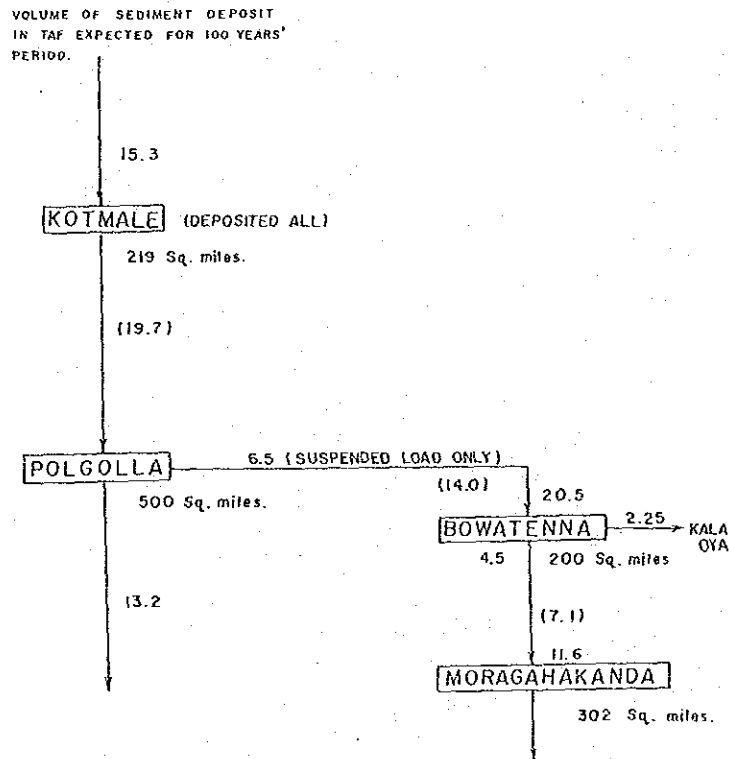 VOLUME OF SEDIMENT DEPOSIT
IN TAF EXPECTED FOR 100 YEARS'
PERIOD.
15.3
KOTMALE (DEPOSITED ALL)
219 Sq. miles.
(19.7)
POLGOLLA
6.5 (SUSPENDED LOAD ONLY)
500 Sq. miles.
(14.0)
20.5
BOWATENNA
2.25
KALA
OYA
4.5
200 Sq. miles
13.2
(7.1)
11.6
MORAGAHAKANDA
302 Sq. miles.